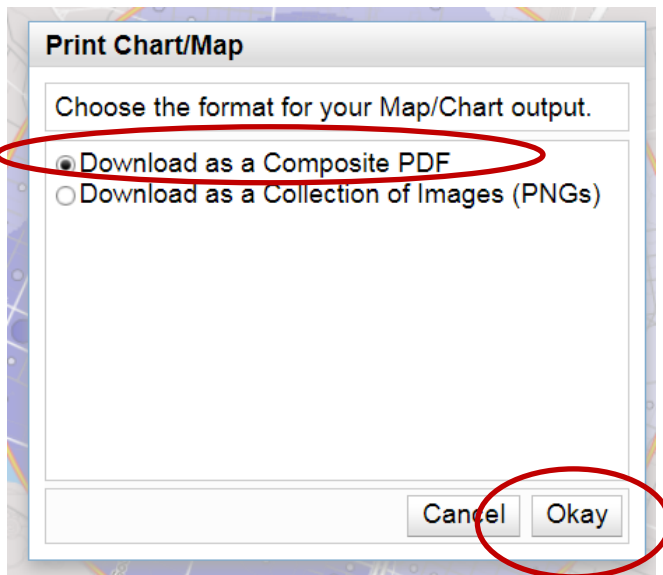 Print Chart/Map
Choose the format for your Map/Chart output.
Download as a Composite PDF
Download as a Collection of Images (PNGs)
Cancel Okay